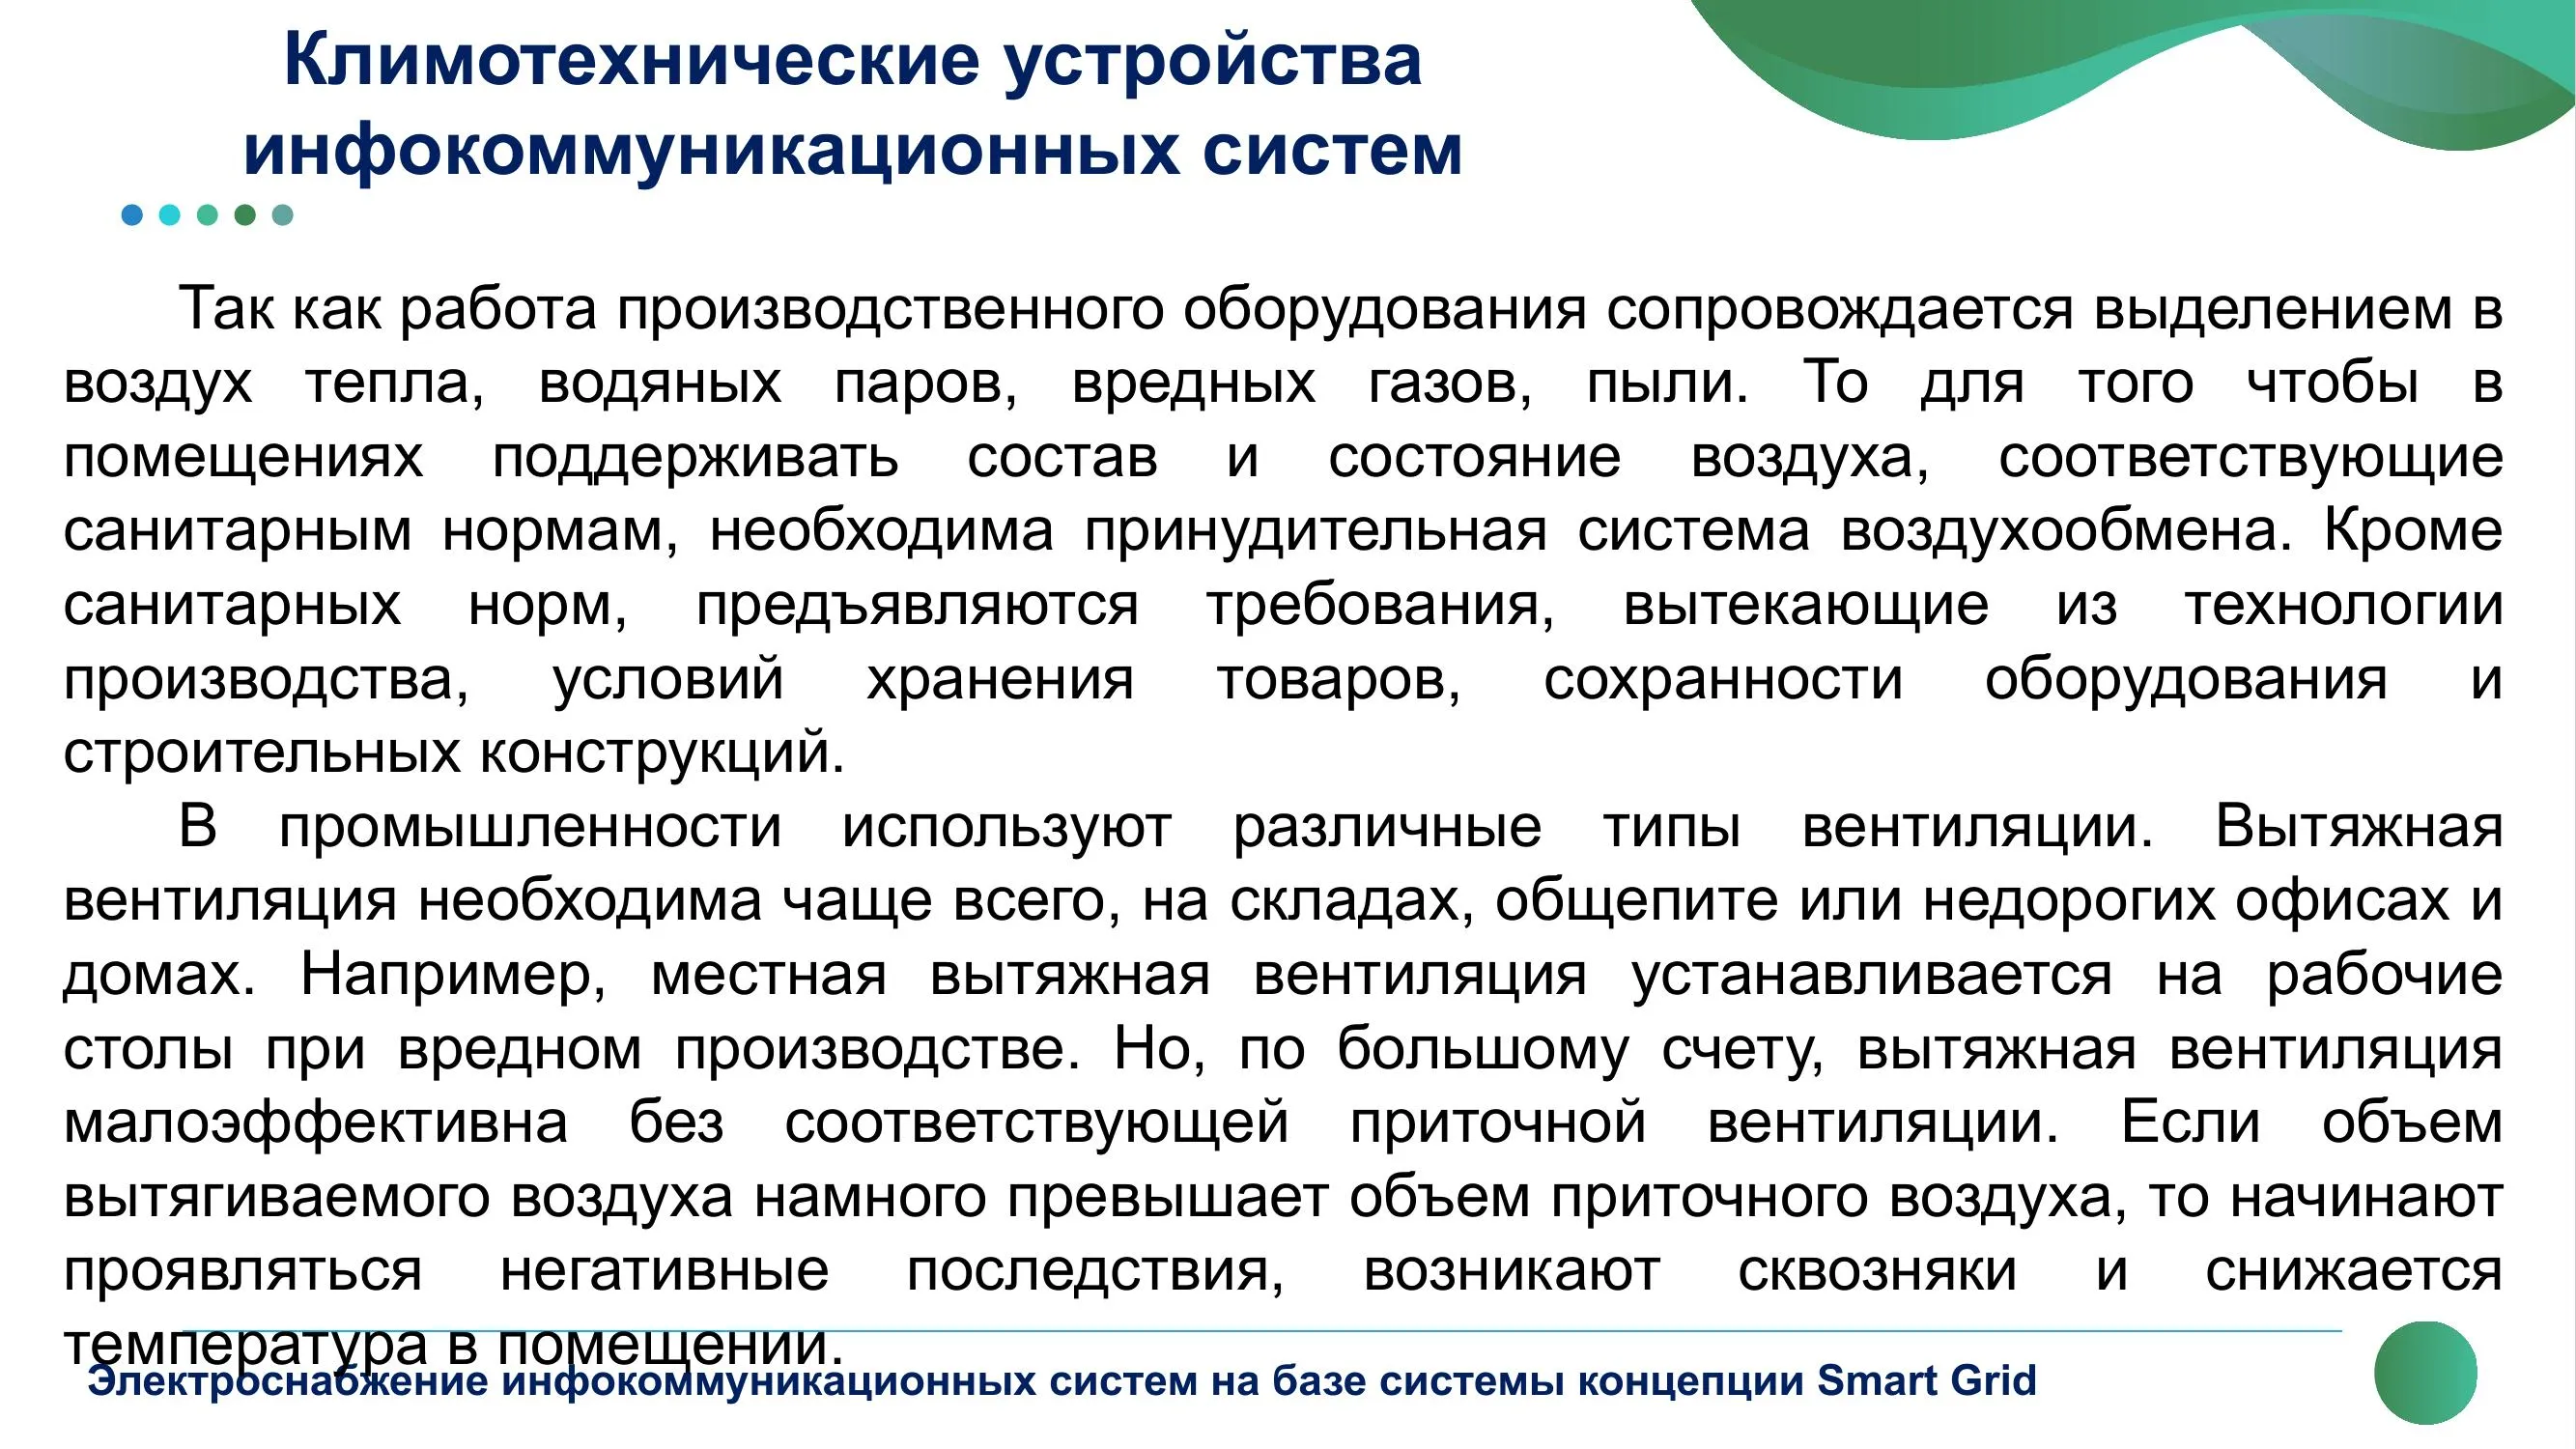 Климотехнические устройства
инфокоммуникационных систем
Так как работа производственного оборудования сопровождается выделением в
воздух тепла, водяных паров, вредных газов, пыли. То для того чтобы в
помещениях поддерживать состав и состояние воздуха, соответствующие
санитарным нормам, необходима принудительная система воздухообмена. Кроме
санитарных норм, предъявляются требования, вытекающие из технологии
производства, условий хранения товаров, сохранности оборудования и
строительных конструкций.
В промышленности используют различные типы вентиляции. Вытяжная
вентиляция необходима чаще всего, на складах, общепите или недорогих офисах и
домах. Например, местная вытяжная вентиляция устанавливается на рабочие
столы при вредном производстве. Но, по большому счету, вытяжная вентиляция
малоэффективна без соответствующей приточной вентиляции. Если объем
вытягиваемого воздуха намного превышает объем приточного воздуха, то начинают
проявляться негативные последствия, возникают сквозняки и снижается
температура в помещении.
Электроснабжение инфокоммуникационных систем на базе системы концепции Smart Grid